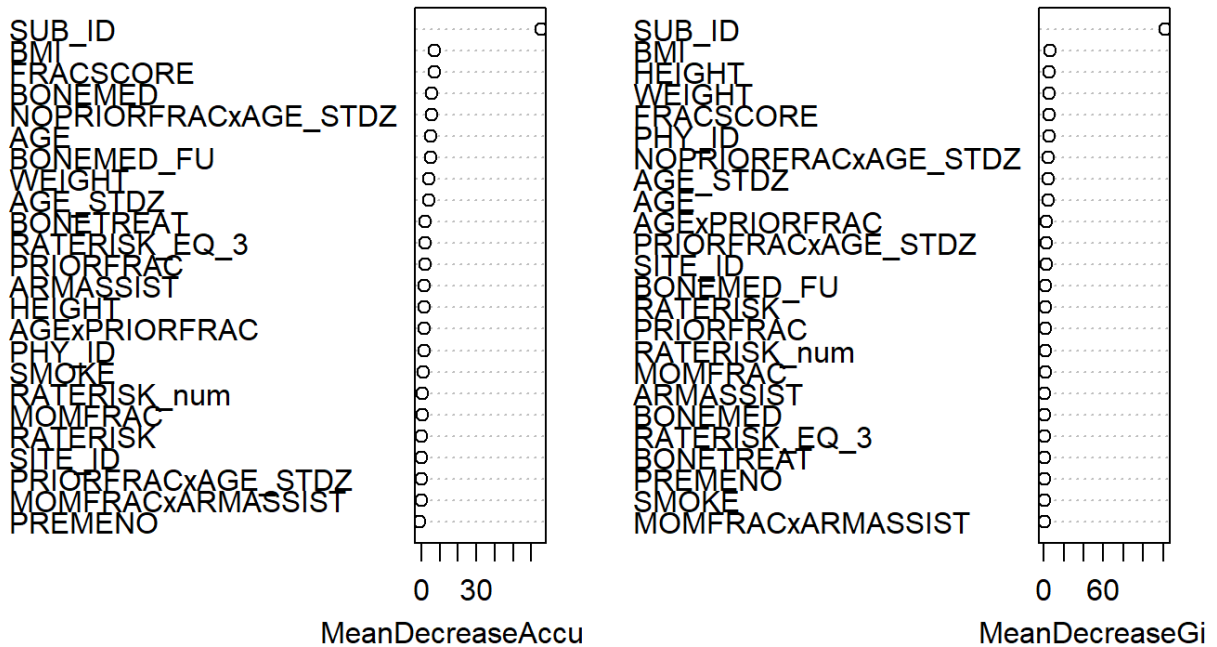 SUB_ID
BMI
FRACSCORE
BONEMED
NOPRIORFRACxAGE_STDZ
AGE
BONEMED_FU
WEIGHT
AGE_STDZ
BONETREAT
RATERISK_EQ_3
PRIORFRAC
ARMASSIST
HEIGHT
AGExPRIORFRAC
PHY_ID
SMOKE
RATERISK_num
MOMFRAC
RATERISK
SITE_ID
PRIORFRACxAGE_STDZ
MOMFRACxARMASSIST
PREMENO
0 30
MeanDecreaseAccu
SUB_ID
BMI
HEIGHT
WEIGHT
FRACSCORE
PHY_ID
NOPRIORFRACxAGE_STDZ
AGE_STDZ
AGE
AGExPRIORFRAC
PRIORFRACxAGE_STDZ
SITE_ID
BONEMED_FU
RATERISK
PRIORFRAC
RATERISK_num
MOMFRAC
ARMASSIST
BONEMED
RATERISK_EQ_3
BONETREAT
PREMENO
SMOKE
MOMFRACxARMASSIST
0 60
MeanDecreaseGi